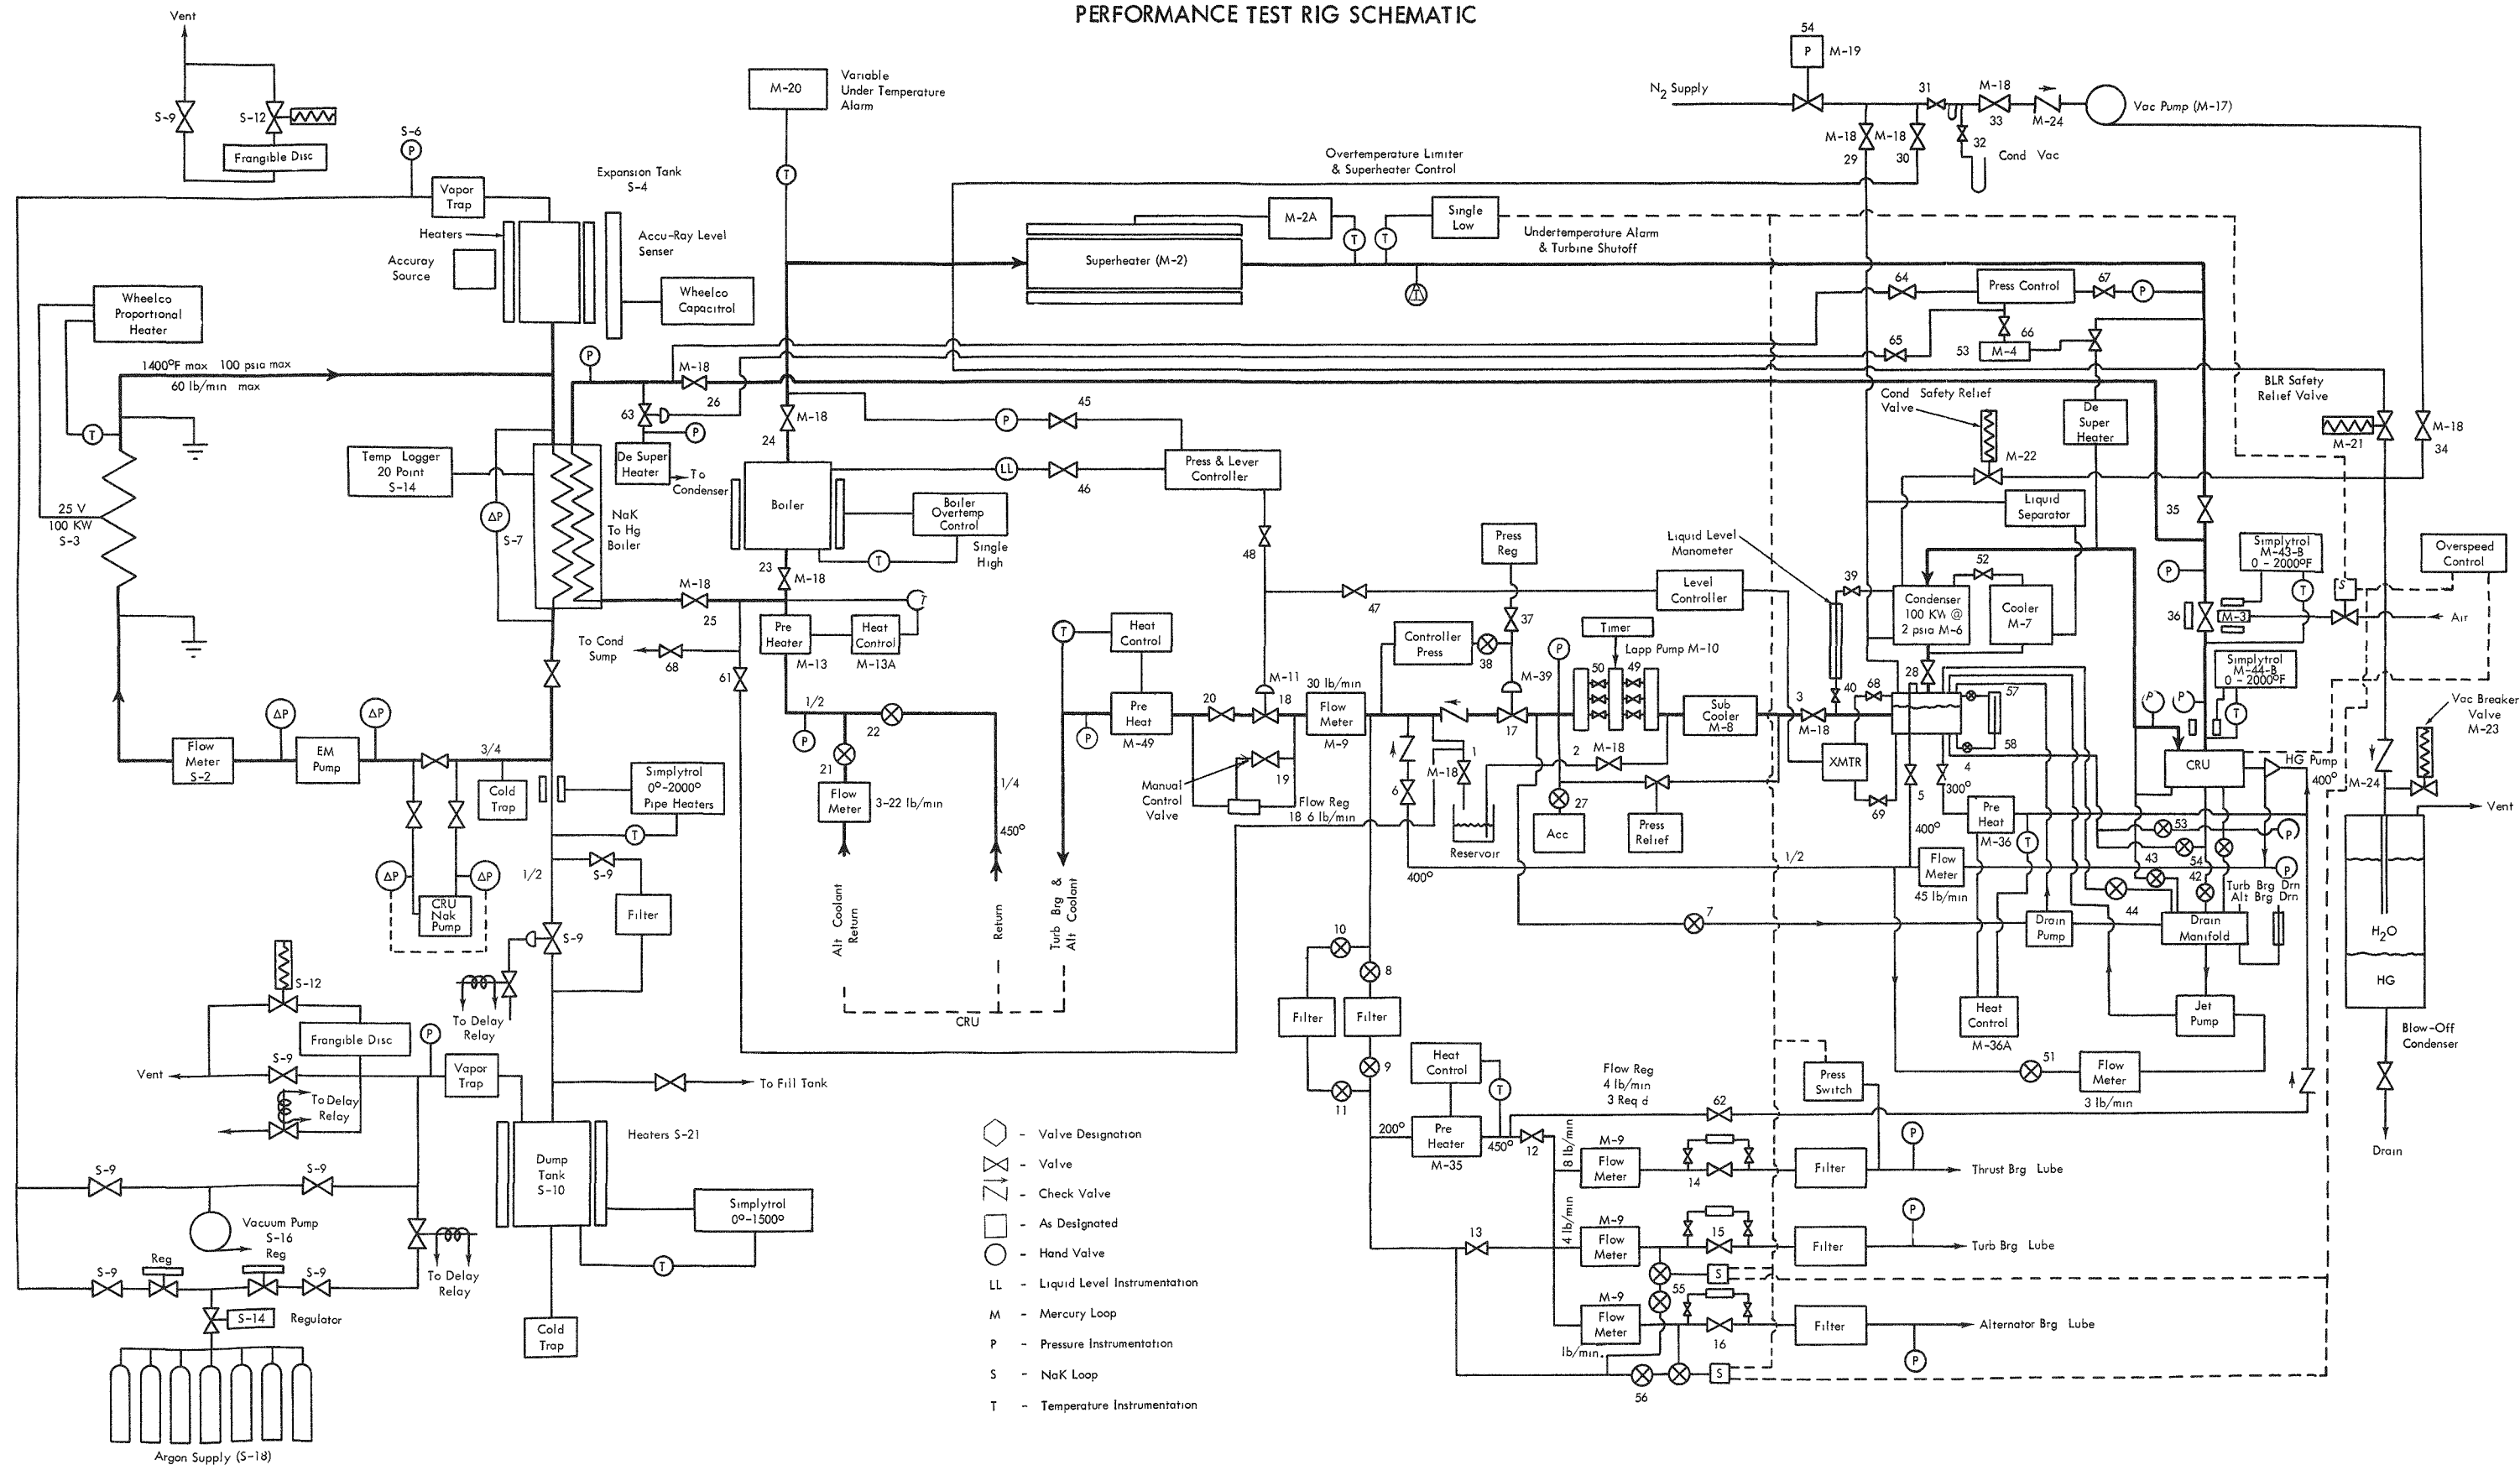 PERFORMANCE TEST RIG SCHEMATIC
Vent
S-9
S-12
Frangible Disc
S-6
P
Vapor
Trap
Expansion Tank
S-4
Heaters
Accuray
Source
Accu-Ray Level
Senser
Wheelco
Capacitrol
Wheelco
Proportional
Heater
1400°F max 100 psia max
60 lb/min max
T
25 V
100 KW
S-3
Temp Logger
20 Point
S-14
ΔP
S-7
NaK
To Hg
Boiler
P
M-18
26
63
P
De Super
Heater
To
Condenser
M-20
Variable
Under Temperature
Alarm
T
M-18
24
Boiler
Boiler
Overtemp
Control
Single
High
T
23
M-18
M-18
25
To Cond
Sump
68
61
Pre
Heater
M-13
Heat
Control
M-13A
T
1/2
P
22
21
Flow
Meter
3-22 lb/min
1/4
450°
Alt Coolant
Return
Return
Turb Brg &
Alt Coolant
CRU
Overtemperature Limiter
& Superheater Control
Superheater (M-2)
M-2A
T
T
Single
Low
Undertemperature Alarm
& Turbine Shutoff
T
P
45
LL
46
Press & Lever
Controller
48
47
Level
Controller
T
Heat
Control
P
Pre
Heat
M-49
20
M-11
18
Manual
Control
Valve
19
Flow Reg
18 6 lb/min
30 lb/min
Flow
Meter
M-9
Press
Reg
37
Controller
Press
38
M-39
17
1
M-18
6
Reservoir
400°
P
Timer
Lapp Pump M-10
50
49
2
M-18
27
Acc
Press
Relief
Sub
Cooler
M-8
3
M-18
Liquid Level
Manometer
39
40
68
XMTR
69
54
P
M-19
N2 Supply
31
M-18
33
M-24
Vac Pump (M-17)
M-18
29
M-18
30
32
Cond Vac
64
Press Control
67
P
65
66
53
M-4
Cond Safety Relief
Valve
M-22
De
Super
Heater
BLR Safety
Relief Valve
M-21
M-18
34
Liquid
Separator
35
52
Condenser
100 KW @
2 psia M-6
Cooler
M-7
28
57
58
4
5
300°
400°
P
36
Simplytrol
M-43-B
0 - 2000°F
T
M-3
S
Overspeed
Control
Air
Simplytrol
M-44-B
0 - 2000°F
T
P
P
CRU
HG Pump
400°
Vac Breaker
Valve
M-23
M-24
Vent
H2O
HG
Blow-Off
Condenser
Drain
Pre
Heat
M-36
T
53
P
54
43
42
P
1/2
Flow
Meter
45 lb/min
Turb Brg Drn
Alt Brg Drn
44
7
Drain
Pump
Drain
Manifold
Heat
Control
M-36A
Jet
Pump
51
Flow
Meter
3 lb/min
Press
Switch
10
8
Filter
Filter
9
11
Heat
Control
T
200°
Pre
Heater
M-35
450°
12
Flow Reg
4 lb/min
3 Req d
62
8 lb/min
M-9
Flow
Meter
14
Filter
P
Thrust Brg Lube
13
4 lb/min
M-9
Flow
Meter
15
Filter
P
Turb Brg Lube
S
55
M-9
Flow
Meter
16
Filter
P
Alternator Brg Lube
lb/min.
56
S
Flow
Meter
S-2
ΔP
EM
Pump
ΔP
3/4
Cold
Trap
ΔP
ΔP
CRU
Nak
Pump
Simplytrol
0°-2000°
Pipe Heaters
T
1/2
S-9
Filter
S-9
To Delay
Relay
S-12
Frangible Disc
P
Vent
S-9
To Delay
Relay
Vapor
Trap
To Fill Tank
Heaters S-21
Dump
Tank
S-10
Simplytrol
0°-1500°
T
Cold
Trap
S-9
S-9
Vacuum Pump
S-16
Reg
Reg
S-9
S-9
To Delay
Relay
S-14
Regulator
Argon Supply (S-18)
- Valve Designation
- Valve
- Check Valve
- As Designated
- Hand Valve
LL - Liquid Level Instrumentation
M - Mercury Loop
P - Pressure Instrumentation
S - NaK Loop
T - Temperature Instrumentation